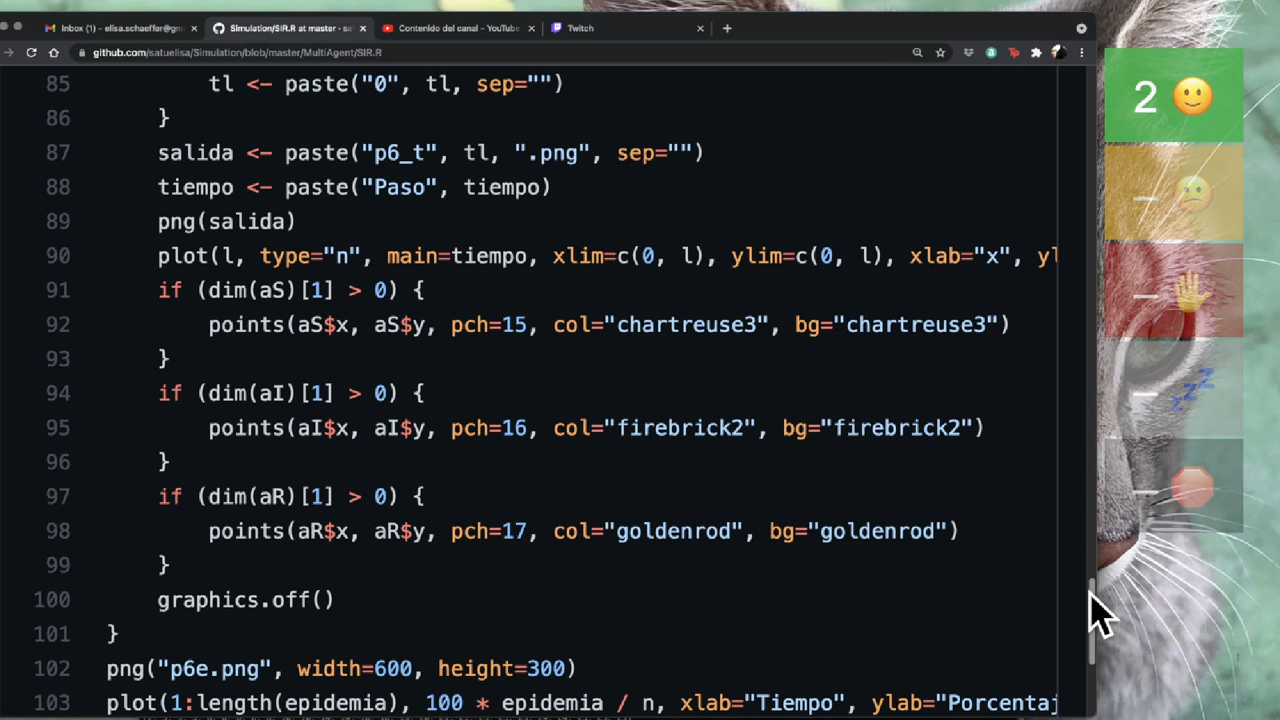 Inbox (1) - elisa.schaeffer@gm
Simulation/SIR.R at master · sat
Contenido del canal - YouTube
Twitch
github.com/satuelisa/Simulation/blob/master/MultiAgent/SIR.R
85 tl <- paste("0", tl, sep="")
86 }
87 salida <- paste("p6_t", tl, ".png", sep="")
88 tiempo <- paste("Paso", tiempo)
89 png(salida)
90 plot(l, type="n", main=tiempo, xlim=c(0, l), ylim=c(0, l), xlab="x", yl
91 if (dim(aS)[1] > 0) {
92 points(aS$x, aS$y, pch=15, col="chartreuse3", bg="chartreuse3")
93 }
94 if (dim(aI)[1] > 0) {
95 points(aI$x, aI$y, pch=16, col="firebrick2", bg="firebrick2")
96 }
97 if (dim(aR)[1] > 0) {
98 points(aR$x, aR$y, pch=17, col="goldenrod", bg="goldenrod")
99 }
100 graphics.off()
101 }
102 png("p6e.png", width=600, height=300)
103 plot(1:length(epidemia), 100 * epidemia / n, xlab="Tiempo", ylab="Porcentaj
2